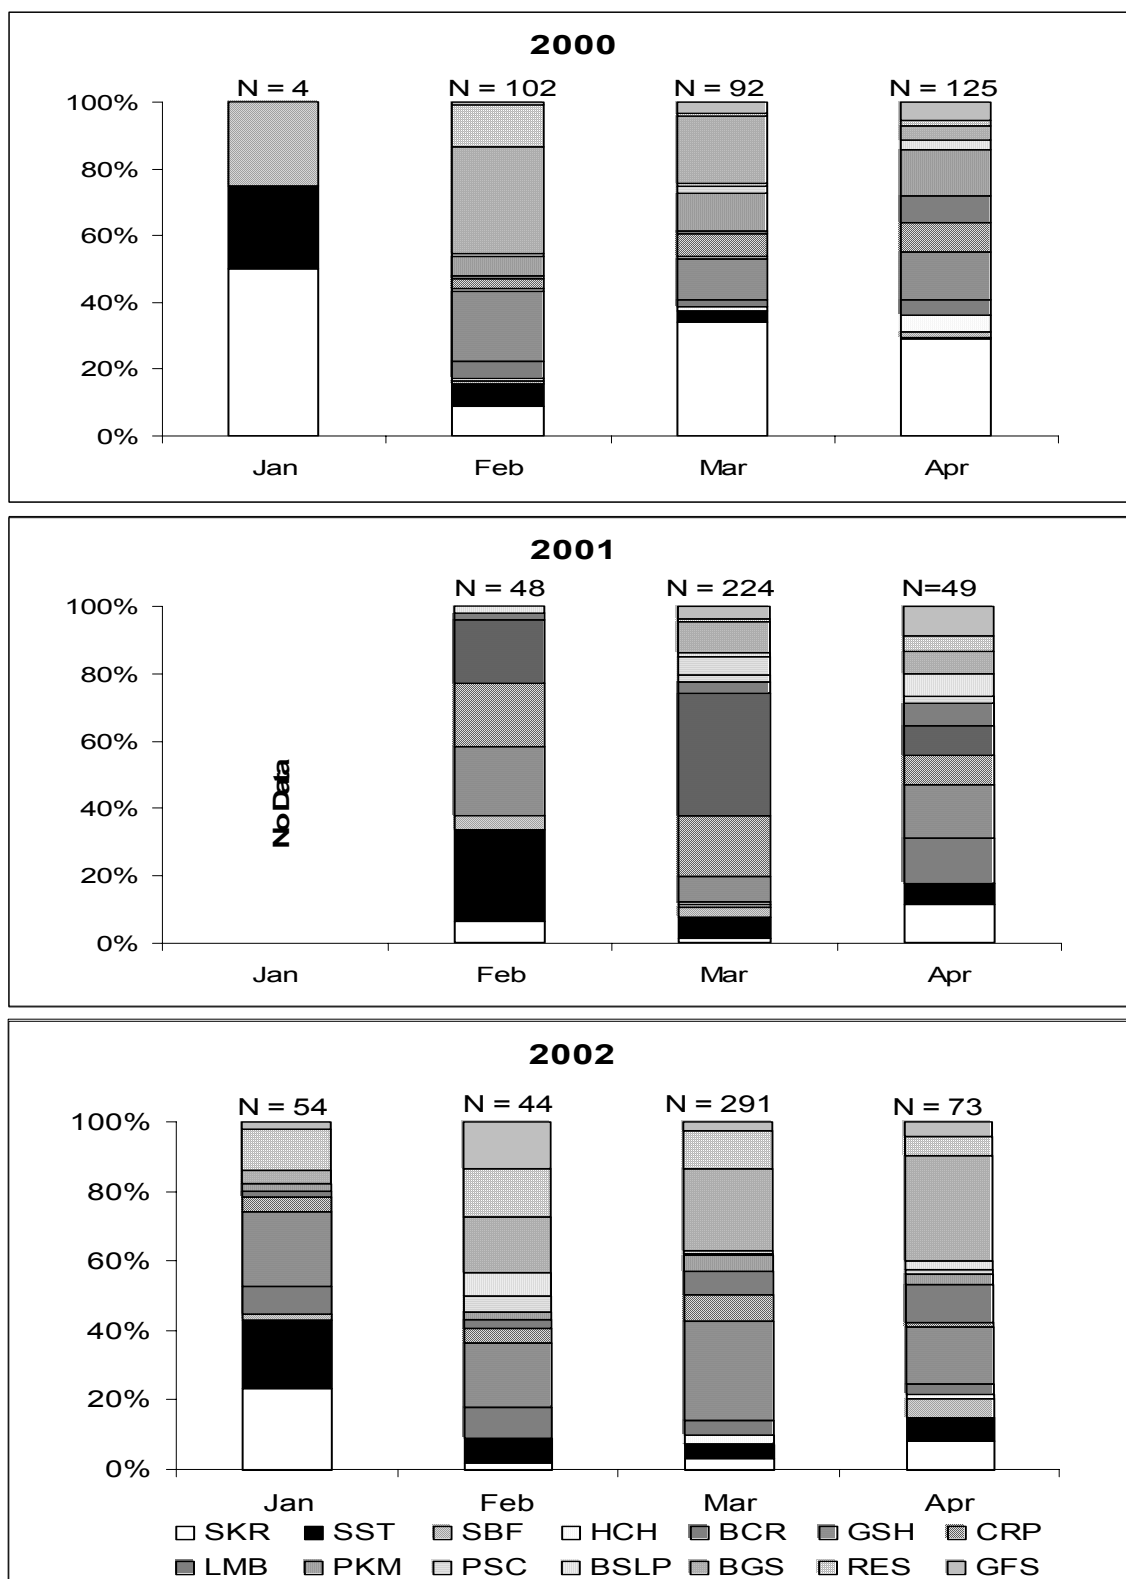 2000
N = 4 N = 102 N = 92 N = 125
100%
80%
60%
40%
20%
0%
Jan Feb Mar Apr
2001
N = 48 N = 224 N=49
100%
80%
60%
40%
20%
0%
No Data
Jan Feb Mar Apr
2002
N = 54 N = 44 N = 291 N = 73
100%
80%
60%
40%
20%
0%
Jan Feb Mar Apr
SKR SST SBF HCH BCR GSH CRP
LMB PKM PSC BSLP BGS RES GFS